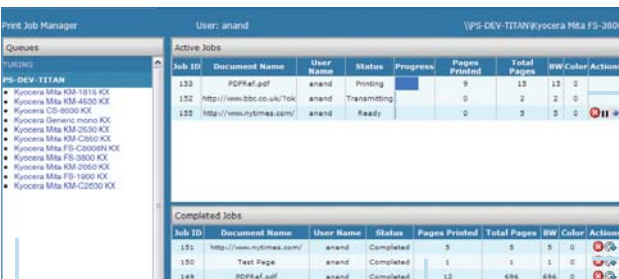 Print Job Manager User: anand \\PS-DEV-TITAN\Kyocera Mita FS-3800
Queues
TURING
PS-DEV-TITAN
Kyocera Mita KM-1815 KX
Kyocera Mita KM-4530 KX
Kyocera CS-8030 KX
Kyocera Generic mono KX
Kyocera Mita KM-2530 KX
Kyocera Mita KM-C850 KX
Kyocera Mita FS-C8008N KX
Kyocera Mita FS-3800 KX
Kyocera Mita KM-2050 KX
Kyocera Mita FS-1900 KX
Kyocera Mita KM-C2630 KX
Active Jobs
Job ID Document Name User Name Status Progress Pages Printed Total Pages BW Color Actions
153 PDFRef.pdf anand Printing 9 15 15 0
152 http://www.bbc.co.uk/?ok anand Transmitting 0 2 2 0
155 http://www.nytimes.com/ anand Ready 0 5 5 0
Completed Jobs
Job ID Document Name User Name Status Pages Printed Total Pages BW Color Actions
151 http://www.nytimes.com/ anand Completed 5 5 5 0
150 Test Page anand Completed 1 1 1 0
149 PDFRef.pdf anand Completed 12 696 696 0